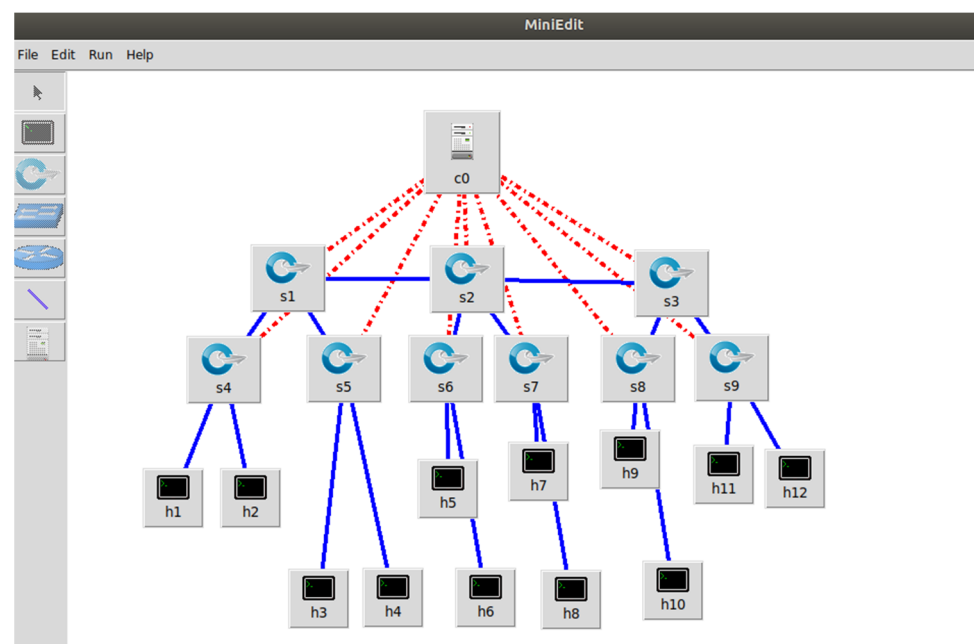 MiniEdit
File Edit Run Help
c0
s1 s2 s3
s4 s5 s6 s7 s8 s9
h1 h2 h5 h7 h9 h11 h12
h3 h4 h6 h8 h10